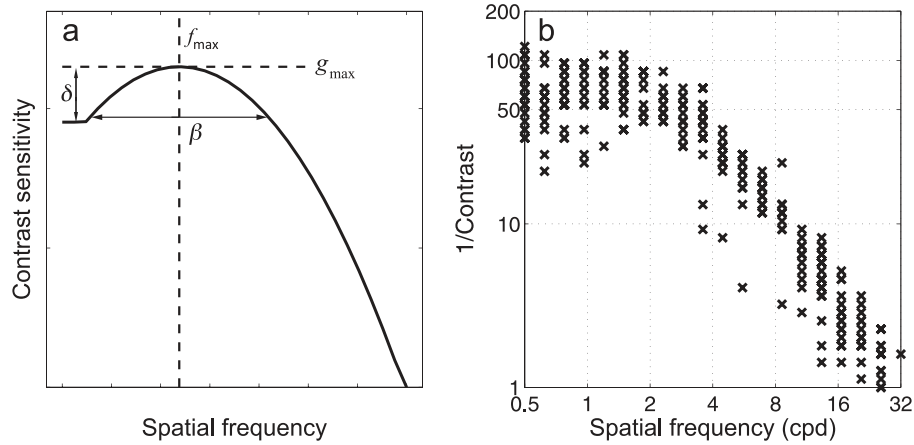 a
f_max
g_max
δ
β
Contrast sensitivity
Spatial frequency
b
200
100
50
10
1
1/Contrast
0.5
1
2
4
8
16
32
Spatial frequency (cpd)